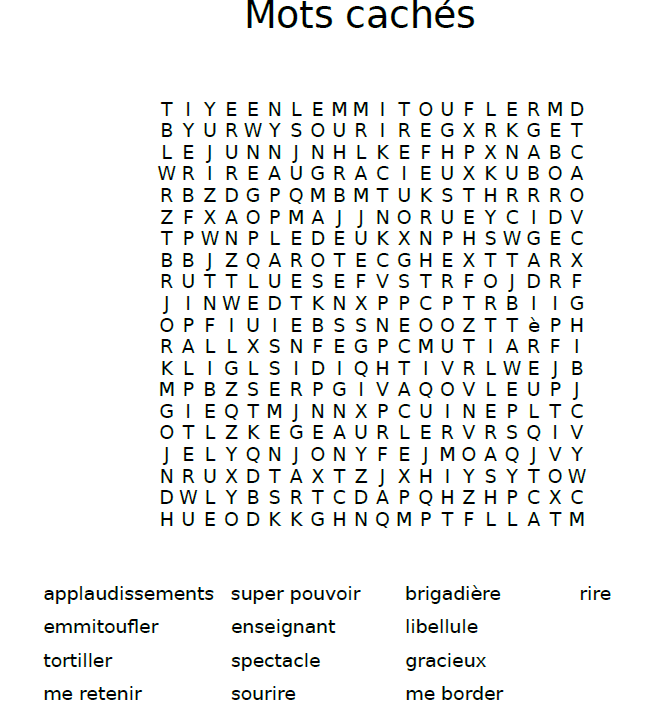 Mots cachés
T I Y E E N L E M M I T O U F L E R M D
B Y U R W Y S O U R I R E G X R K G E T
L E J U N N J N H L K E F H P X N A B C
W R I R E A U G R A C I E U X K U B O A
R B Z D G P Q M B M T U K S T H R R R O
Z F X A O P M A J J N O R U E Y C I D V
T P W N P L E D E U K X N P H S W G E C
B B J Z Q A R O T E C G H E X T T A R X
R U T T L U E S E F V S T R F O J D R F
J I N W E D T K N X P P C P T R B I I G
O P F I U I E B S S N E O O Z T T è P H
R A L L X S N F E G P C M U T I A R F I
K L I G L S I D I Q H T I V R L W E J B
M P B Z S E R P G I V A Q O V L E U P J
G I E Q T M J N N X P C U I N E P L T C
O T L Z K E G E A U R L E R V R S Q I V
J E L Y Q N J O N Y F E J M O A Q J V Y
N R U X D T A X T Z J X H I Y S Y T O W
D W L Y B S R T C D A P Q H Z H P C X C
H U E O D K K G H N Q M P T F L L A T M
applaudissements super pouvoir brigadière rire
emmitoufler enseignant libellule
tortiller spectacle gracieux
me retenir sourire me border